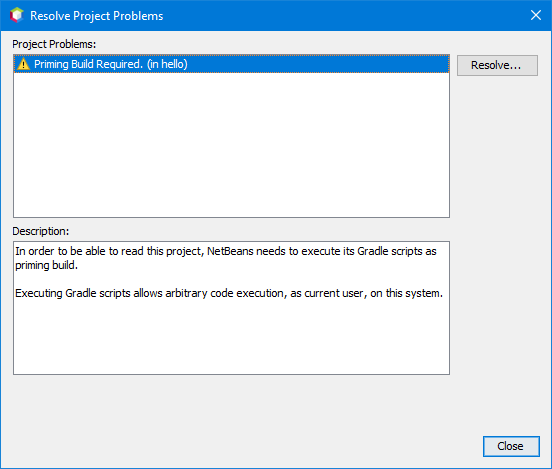 Resolve Project Problems
Project Problems:
Priming Build Required. (in hello)
Resolve...
Description:
In order to be able to read this project, NetBeans needs to execute its Gradle scripts as
priming build.
Executing Gradle scripts allows arbitrary code execution, as current user, on this system.
Close